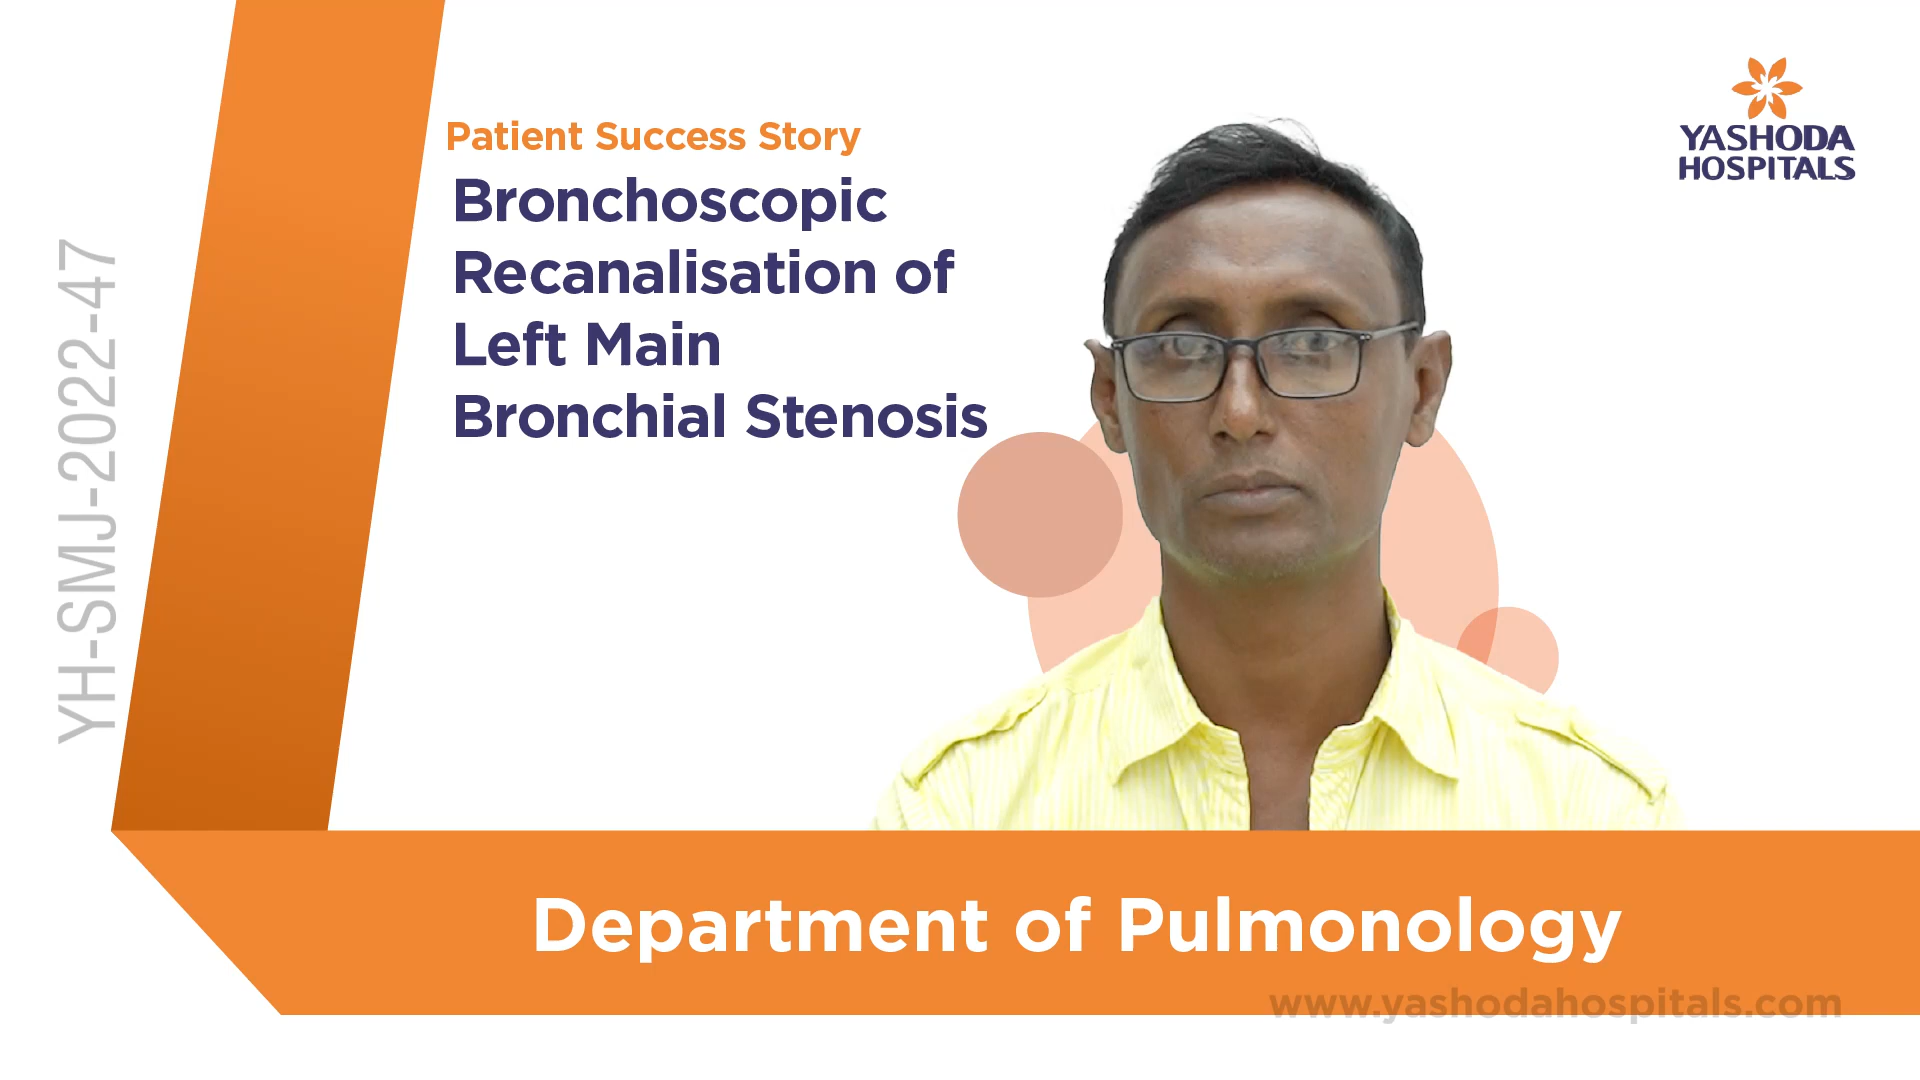 Patient Success Story
Bronchoscopic
Recanalisation of
Left Main
Bronchial Stenosis
YASHODA
HOSPITALS
YH-SMJ-2022-47
Department of Pulmonology
www.yashodahospitals.com